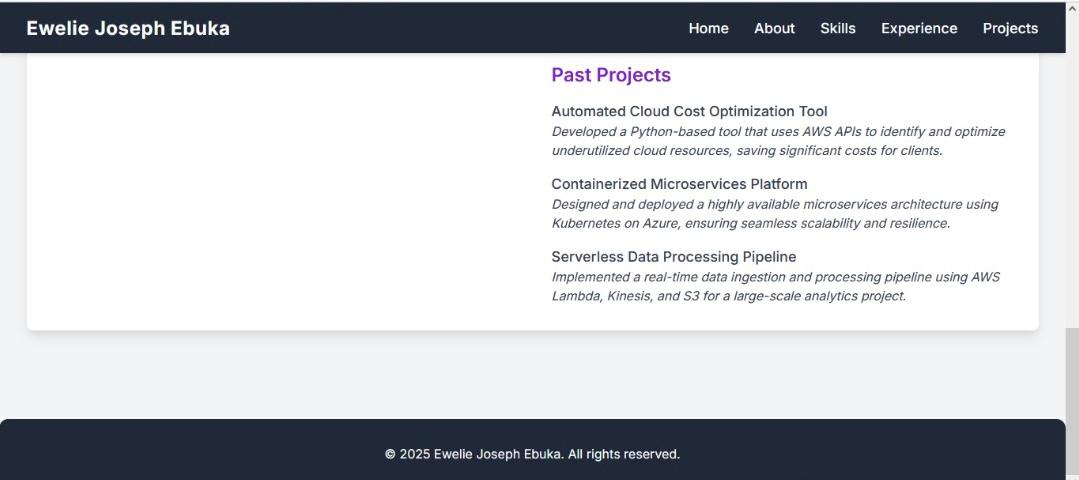 Ewelie Joseph Ebuka
Home About Skills Experience Projects
Past Projects
Automated Cloud Cost Optimization Tool
Developed a Python-based tool that uses AWS APIs to identify and optimize
underutilized cloud resources, saving significant costs for clients.
Containerized Microservices Platform
Designed and deployed a highly available microservices architecture using
Kubernetes on Azure, ensuring seamless scalability and resilience.
Serverless Data Processing Pipeline
Implemented a real-time data ingestion and processing pipeline using AWS
Lambda, Kinesis, and S3 for a large-scale analytics project.
© 2025 Ewelie Joseph Ebuka. All rights reserved.